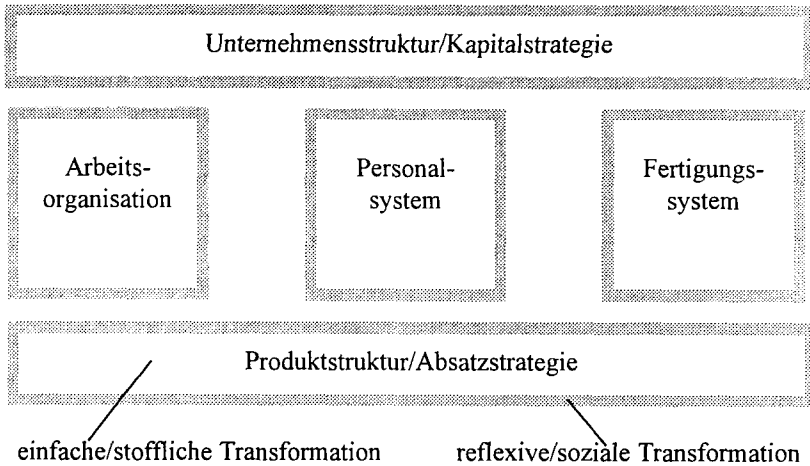 Unternehmensstruktur/Kapitalstrategie
Arbeits-
organisation
Personal-
system
Fertigungs-
system
Produktstruktur/Absatzstrategie
einfache/stoffliche Transformation
reflexive/soziale Transformation